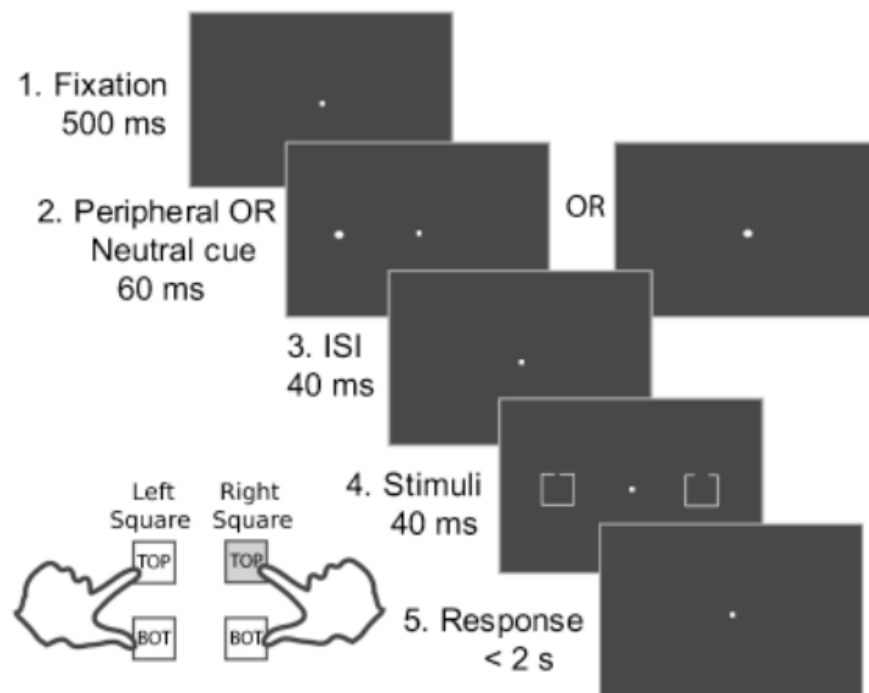 1. Fixation
500 ms
2. Peripheral OR
Neutral cue
60 ms
OR
3. ISI
40 ms
4. Stimuli
40 ms
5. Response
< 2 s
Left Right
Square Square
TOP TOP
BOT BOT